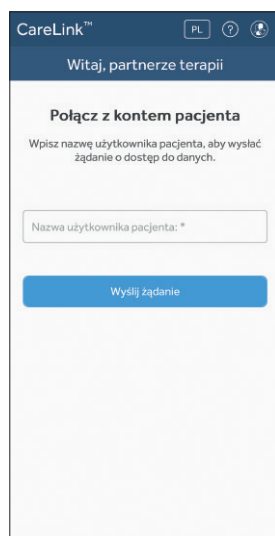 CareLink™ PL ?
Witaj, partnerze terapii
Połącz z kontem pacjenta
Wpisz nazwę użytkownika pacjenta, aby wysłać
żądanie o dostęp do danych.
Nazwa użytkownika pacjenta: *
Wyślij żądanie